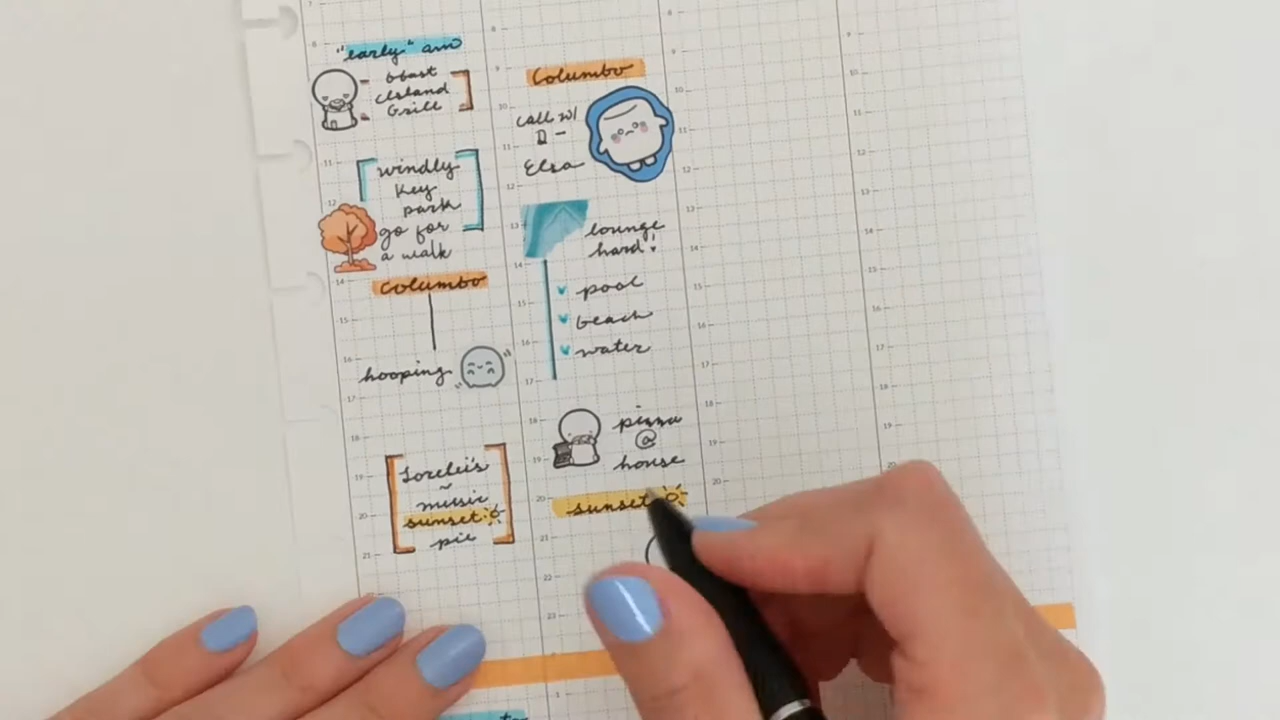 "early" am
bfast
Island
Grill
windly
key
park
go for
a walk
Columbo
hooping
Lorelei's
~
music
sunset
pie
Columbo
call w/
Elsa
lounge
hard!
pool
beach
water
pizza
@
house
sunset